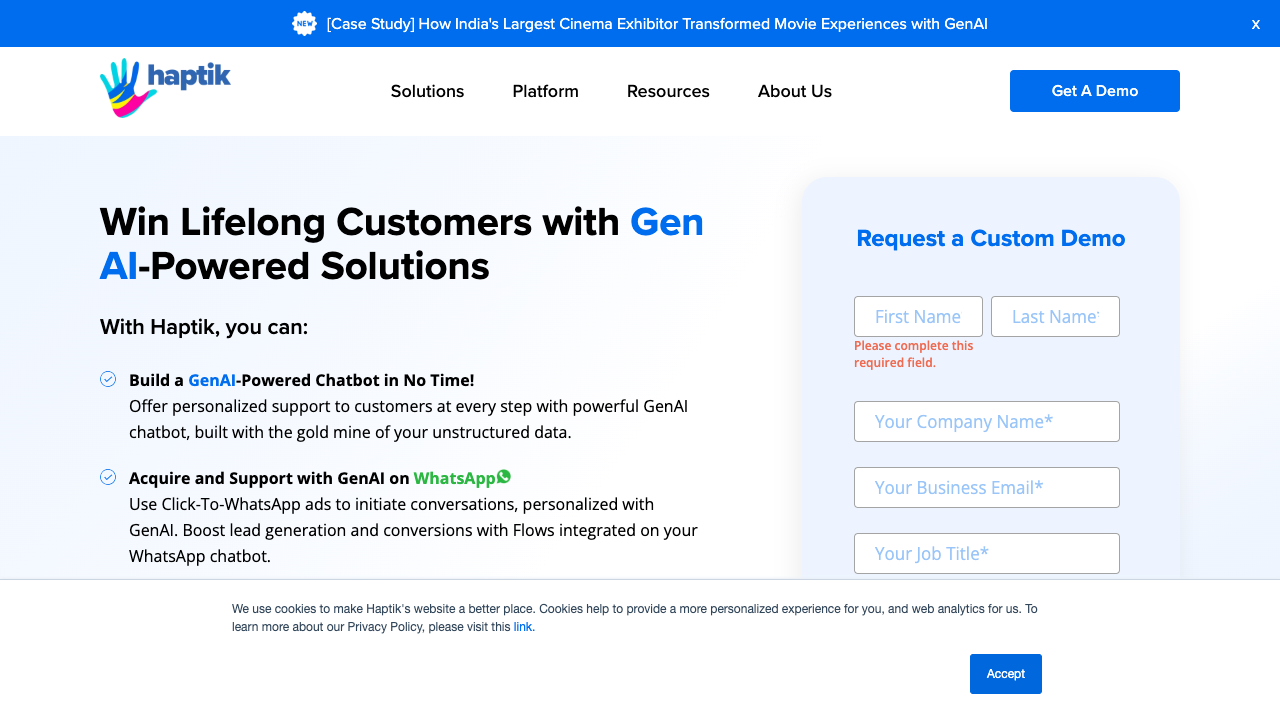 NEW [Case Study] How India's Largest Cinema Exhibitor Transformed Movie Experiences with GenAI x
haptik
Solutions Platform Resources About Us Get A Demo
Win Lifelong Customers with Gen
AI-Powered Solutions
With Haptik, you can:
Build a GenAI-Powered Chatbot in No Time!
Offer personalized support to customers at every step with powerful GenAI
chatbot, built with the gold mine of your unstructured data.
Acquire and Support with GenAI on WhatsApp
Use Click-To-WhatsApp ads to initiate conversations, personalized with
GenAI. Boost lead generation and conversions with Flows integrated on your
WhatsApp chatbot.
Request a Custom Demo
First Name Last Name*
Please complete this
required field.
Your Company Name*
Your Business Email*
Your Job Title*
We use cookies to make Haptik's website a better place. Cookies help to provide a more personalized experience for you, and web analytics for us. To
learn more about our Privacy Policy, please visit this link.
Accept